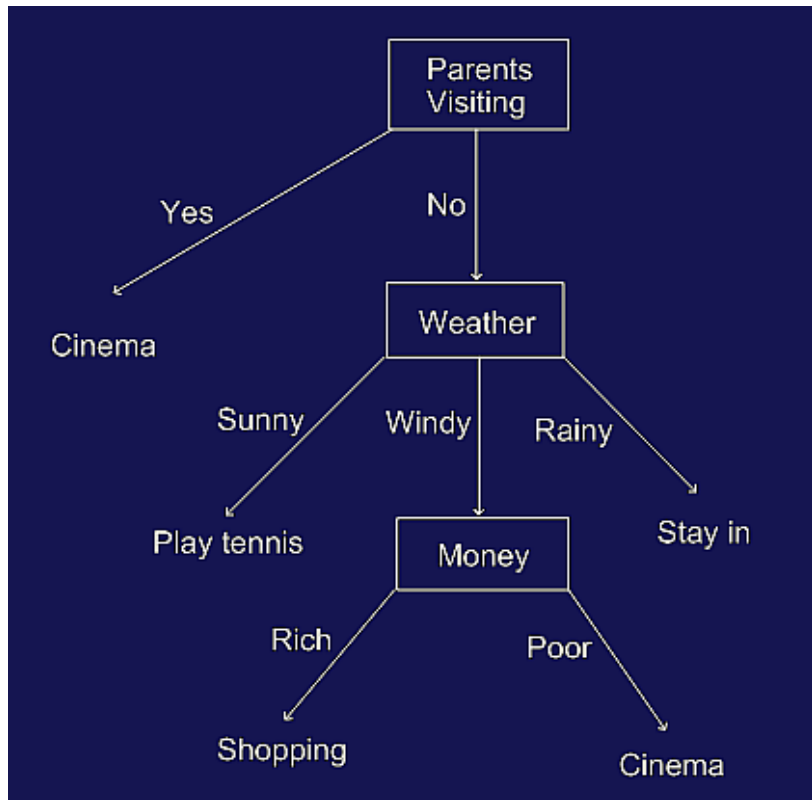 Parents
Visiting
Yes
No
Cinema
Weather
Sunny
Windy
Rainy
Play tennis
Stay in
Money
Rich
Poor
Shopping
Cinema